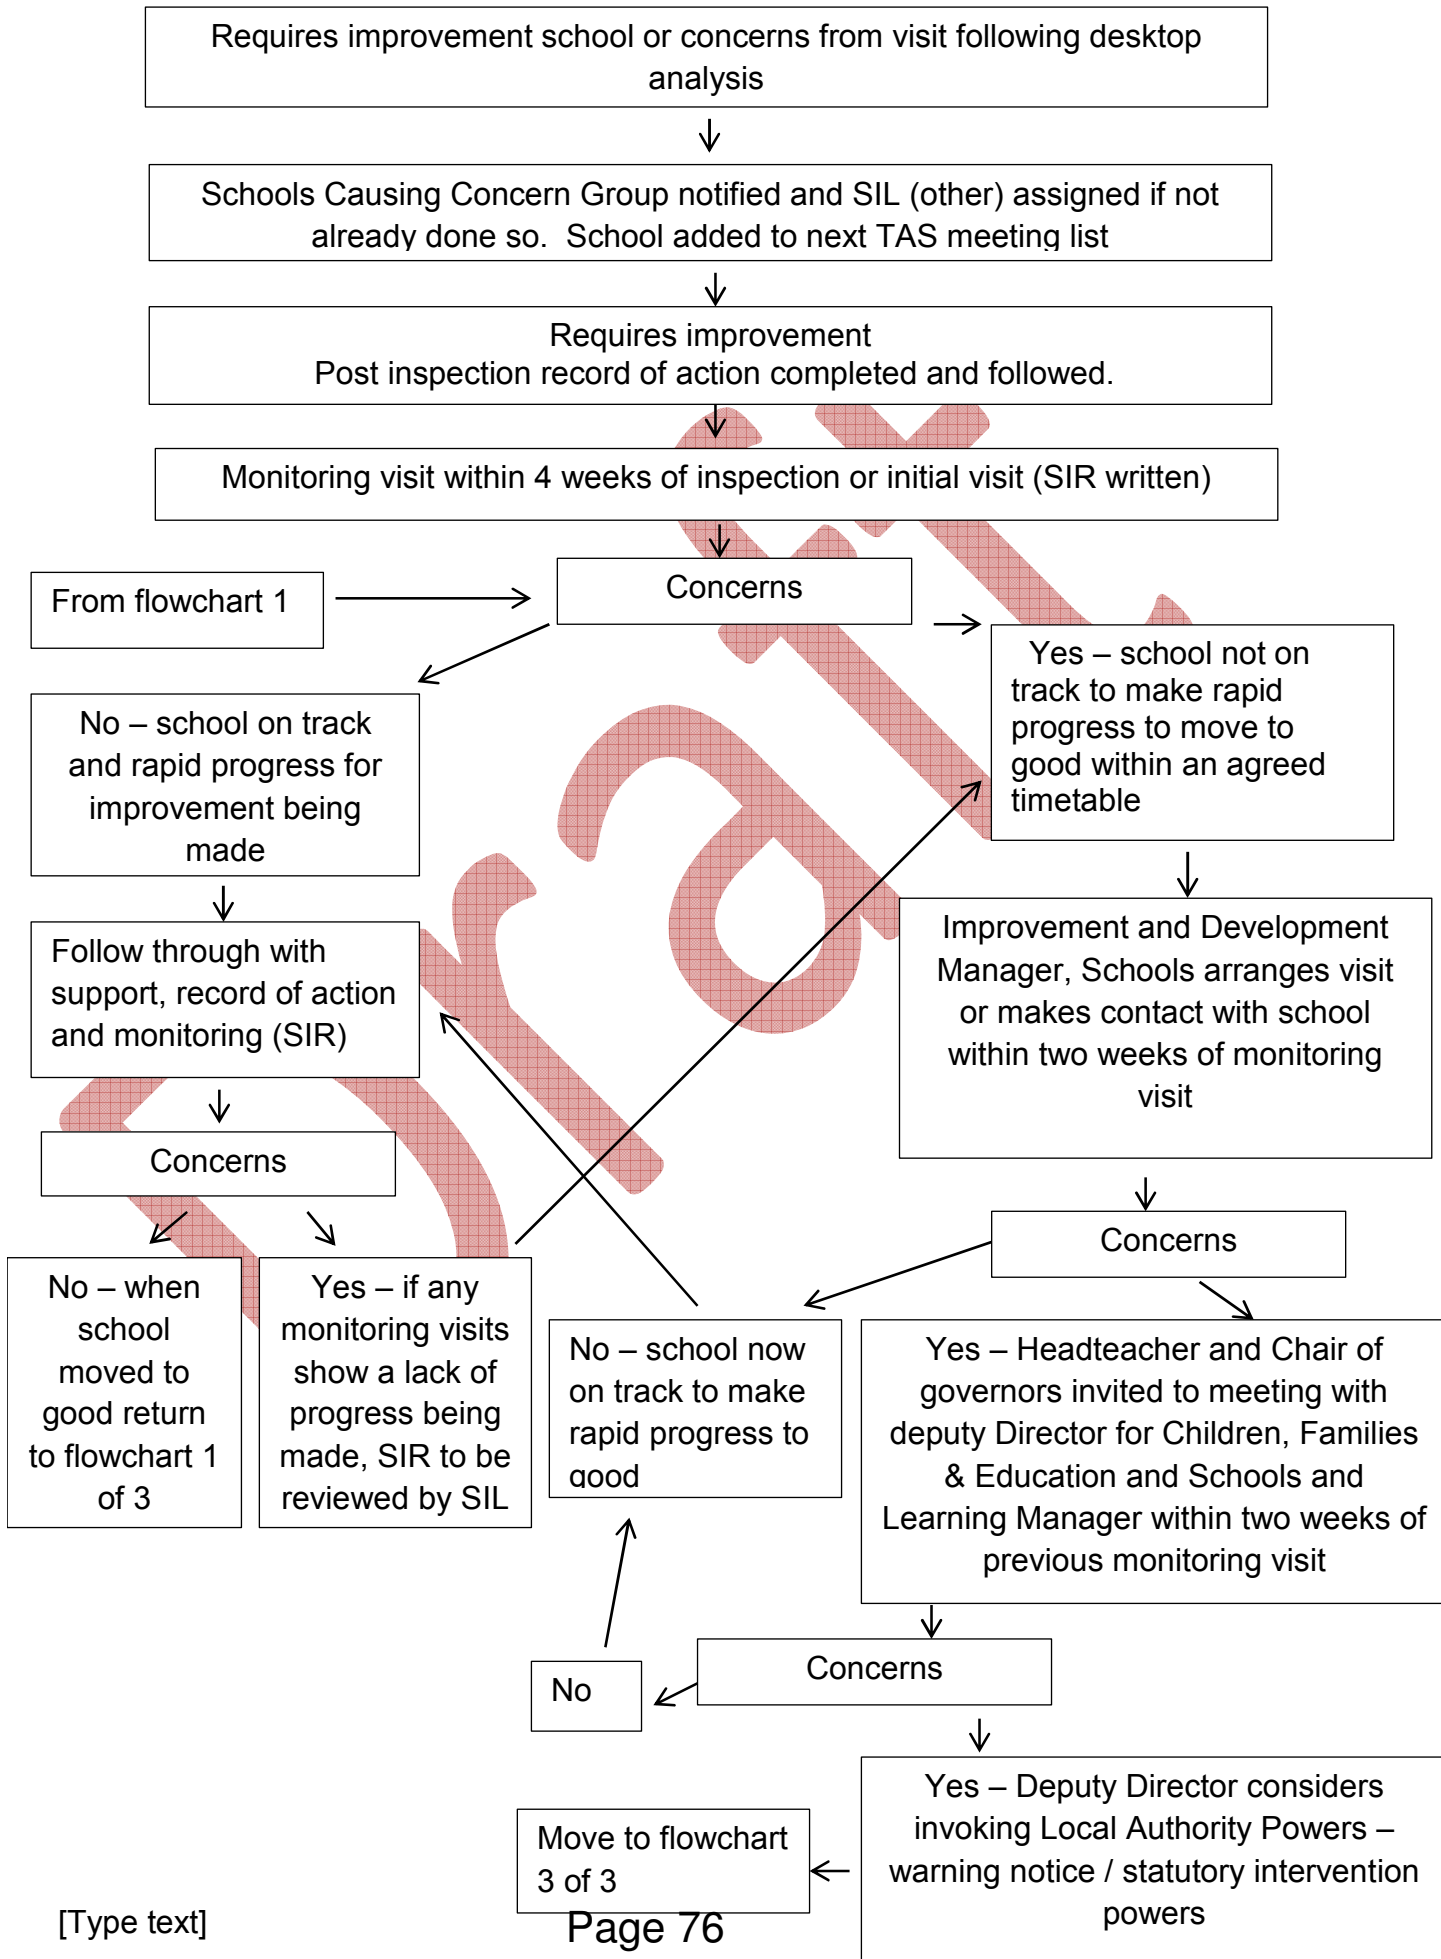 Requires improvement school or concerns from visit following desktop
analysis
Schools Causing Concern Group notified and SIL (other) assigned if not
already done so.  School added to next TAS meeting list
Requires improvement
Post inspection record of action completed and followed.
Monitoring visit within 4 weeks of inspection or initial visit (SIR written)
From flowchart 1
Concerns
No – school on track
and rapid progress for
improvement being
made
Yes – school not on
track to make rapid
progress to move to
good within an agreed
timetable
Follow through with
support, record of action
and monitoring (SIR)
Improvement and Development
Manager, Schools arranges visit
or makes contact with school
within two weeks of monitoring
visit
Concerns
Concerns
No – when
school
moved to
good return
to flowchart 1
of 3
Yes – if any
monitoring visits
show a lack of
progress being
made, SIR to be
reviewed by SIL
No – school now
on track to make
rapid progress to
good
Yes – Headteacher and Chair of
governors invited to meeting with
deputy Director for Children, Families
& Education and Schools and
Learning Manager within two weeks of
previous monitoring visit
No
Concerns
Move to flowchart
3 of 3
Yes – Deputy Director considers
invoking Local Authority Powers –
warning notice / statutory intervention
powers
[Type text]
Page 76
Draft